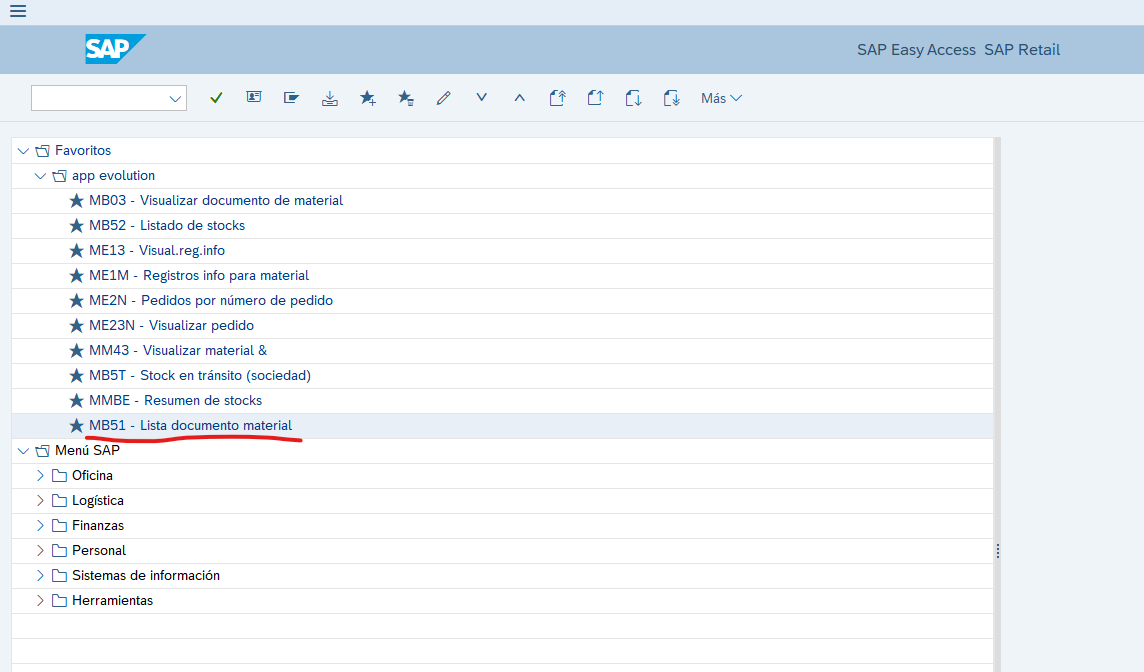 SAP
SAP Easy Access SAP Retail
Más
Favoritos
app evolution
MB03 - Visualizar documento de material
MB52 - Listado de stocks
ME13 - Visual.reg.info
ME1M - Registros info para material
ME2N - Pedidos por número de pedido
ME23N - Visualizar pedido
MM43 - Visualizar material &
MB5T - Stock en tránsito (sociedad)
MMBE - Resumen de stocks
MB51 - Lista documento material
Menú SAP
Oficina
Logística
Finanzas
Personal
Sistemas de información
Herramientas